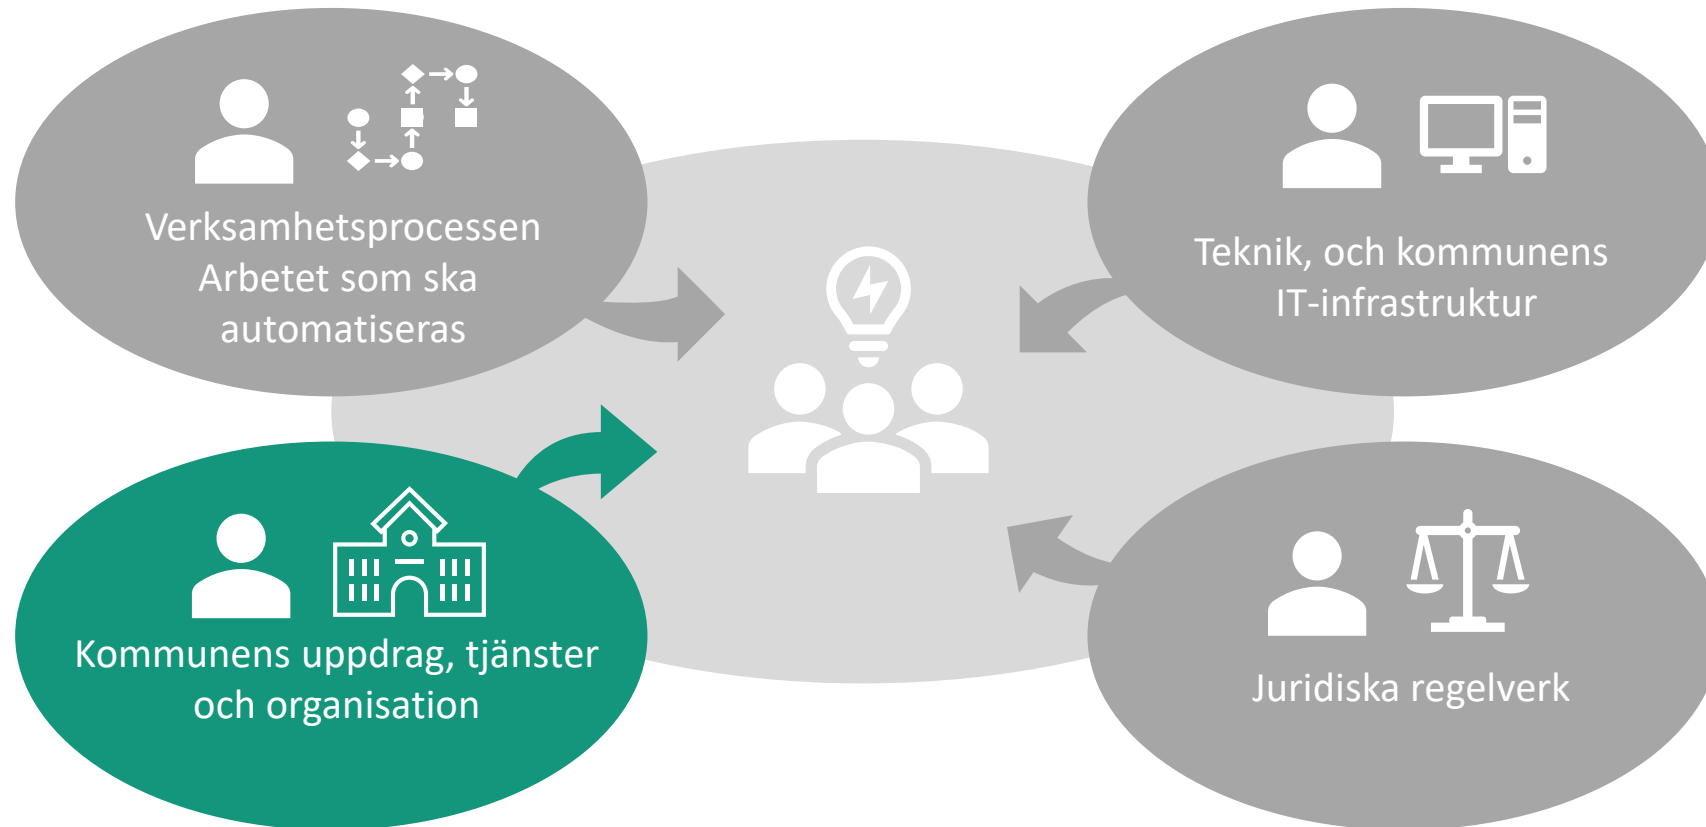 Verksamhetsprocessen
Arbetet som ska
automatiseras
Teknik, och kommunens
IT-infrastruktur
Kommunens uppdrag, tjänster
och organisation
Juridiska regelverk